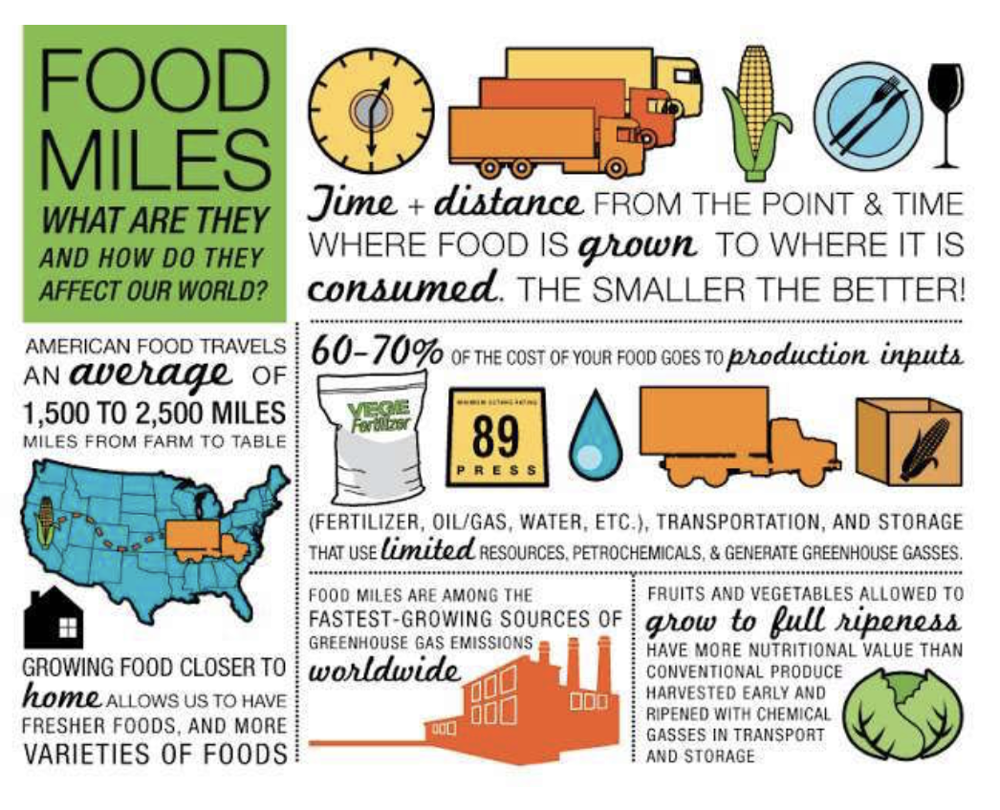 FOOD
MILES
WHAT ARE THEY
AND HOW DO THEY
AFFECT OUR WORLD?
Time + distance FROM THE POINT & TIME
WHERE FOOD IS grown TO WHERE IT IS
consumed. THE SMALLER THE BETTER!
AMERICAN FOOD TRAVELS
AN average OF
1,500 TO 2,500 MILES
MILES FROM FARM TO TABLE
GROWING FOOD CLOSER TO
home ALLOWS US TO HAVE
FRESHER FOODS, AND MORE
VARIETIES OF FOODS
60-70% OF THE COST OF YOUR FOOD GOES TO production inputs
VEGIE
Fertilizer
MINIMUM OCTANE RATING
89
PRESS
(FERTILIZER, OIL/GAS, WATER, ETC.), TRANSPORTATION, AND STORAGE
THAT USE limited RESOURCES, PETROCHEMICALS, & GENERATE GREENHOUSE GASSES.
FOOD MILES ARE AMONG THE
FASTEST-GROWING SOURCES OF
GREENHOUSE GAS EMISSIONS
worldwide
FRUITS AND VEGETABLES ALLOWED TO
grow to full ripeness
HAVE MORE NUTRITIONAL VALUE THAN
CONVENTIONAL PRODUCE
HARVESTED EARLY AND
RIPENED WITH CHEMICAL
GASSES IN TRANSPORT
AND STORAGE